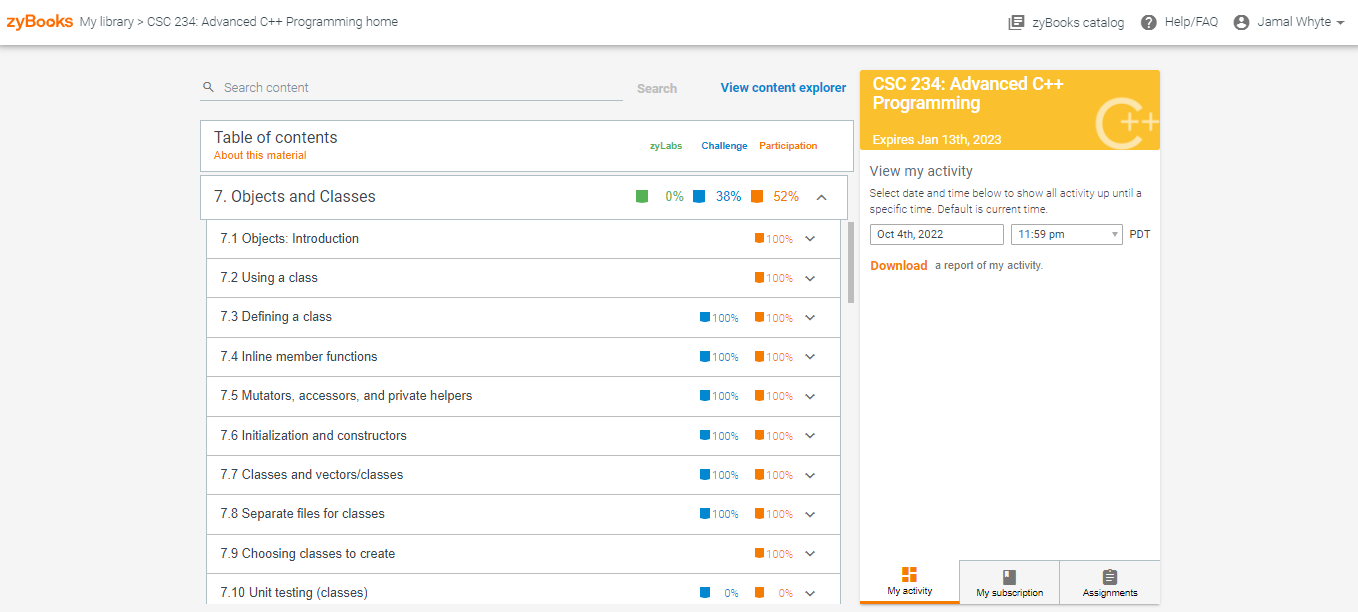 zyBooks My library > CSC 234: Advanced C++ Programming home
zyBooks catalog Help/FAQ Jamal Whyte
Search content Search View content explorer
Table of contents
About this material
zyLabs Challenge Participation
7. Objects and Classes 0% 38% 52%
7.1 Objects: Introduction 100%
7.2 Using a class 100%
7.3 Defining a class 100% 100%
7.4 Inline member functions 100% 100%
7.5 Mutators, accessors, and private helpers 100% 100%
7.6 Initialization and constructors 100% 100%
7.7 Classes and vectors/classes 100% 100%
7.8 Separate files for classes 100% 100%
7.9 Choosing classes to create 100%
7.10 Unit testing (classes) 0% 0%
CSC 234: Advanced C++
Programming
C++
Expires Jan 13th, 2023
View my activity
Select date and time below to show all activity up until a
specific time. Default is current time.
Oct 4th, 2022 11:59 pm PDT
Download a report of my activity.
My activity My subscription Assignments